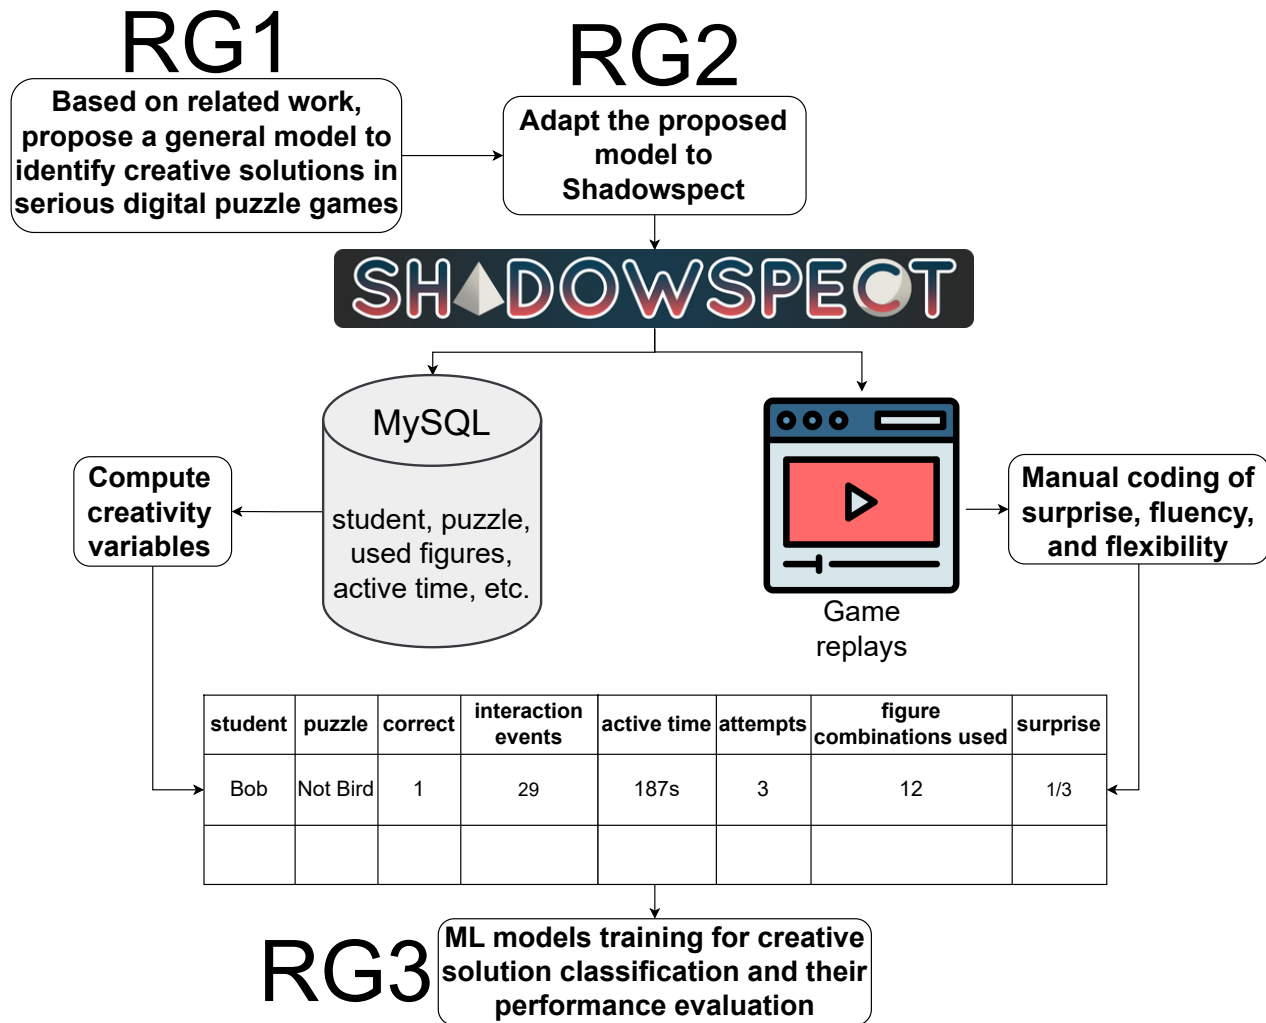 RG1
Based on related work,
propose a general model to
identify creative solutions in
serious digital puzzle games
RG2
Adapt the proposed
model to
Shadowspect
SHADOWSPECT
MySQL
student, puzzle,
used figures,
active time, etc.
Compute
creativity
variables
Game
replays
Manual coding of
surprise, fluency,
and flexibility
student puzzle correct interaction events active time attempts figure combinations used surprise
Bob Not Bird 1 29 187s 3 12 1/3
RG3
ML models training for creative
solution classification and their
performance evaluation